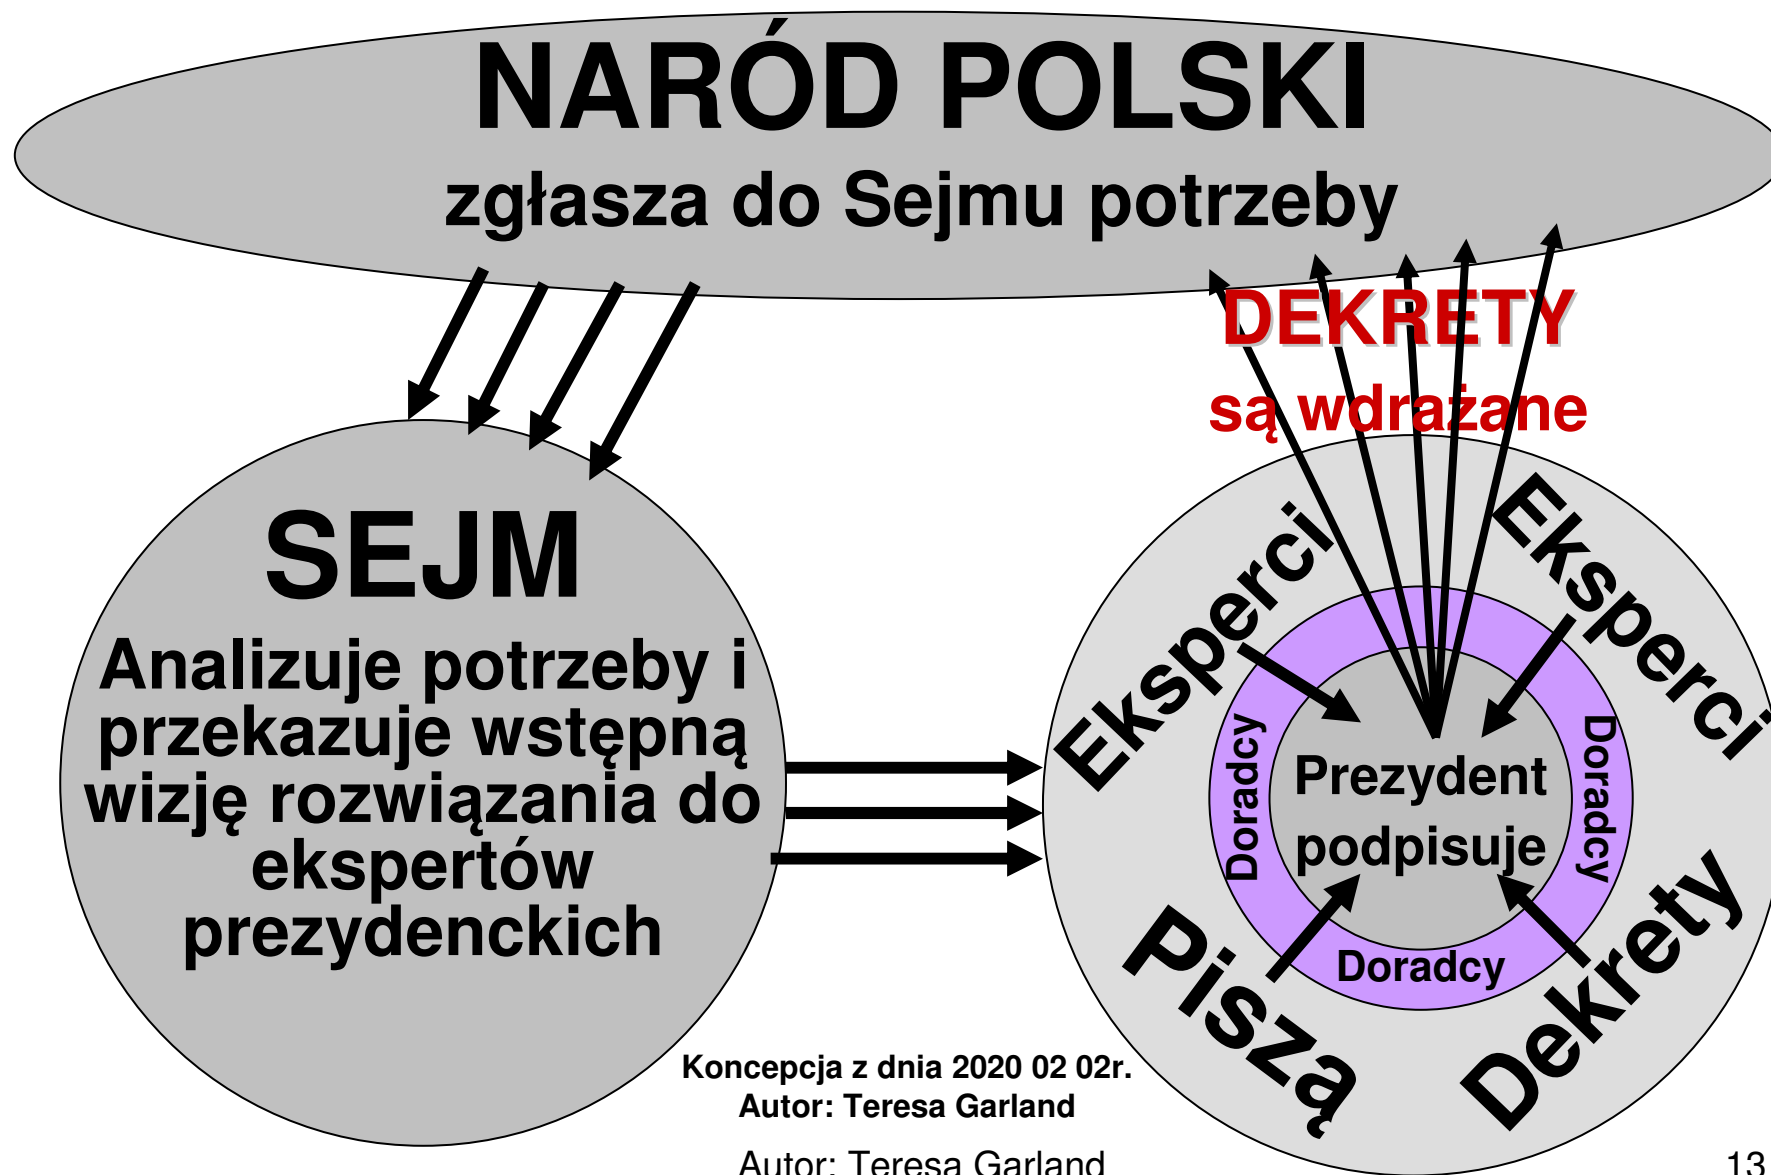 NARÓD POLSKI
zgłasza do Sejmu potrzeby
DEKRETY
są wdrażane
SEJM
Analizuje potrzeby i
przekazuje wstępną
wizję rozwiązania do
ekspertów
prezydenckich
Eksperci
Eksperci
Doradcy
Doradcy
Prezydent
podpisuje
Doradcy
Piszą
Dekrety
Koncepcja z dnia 2020 02 02r.
Autor: Teresa Garland
Autor: Teresa Garland
13